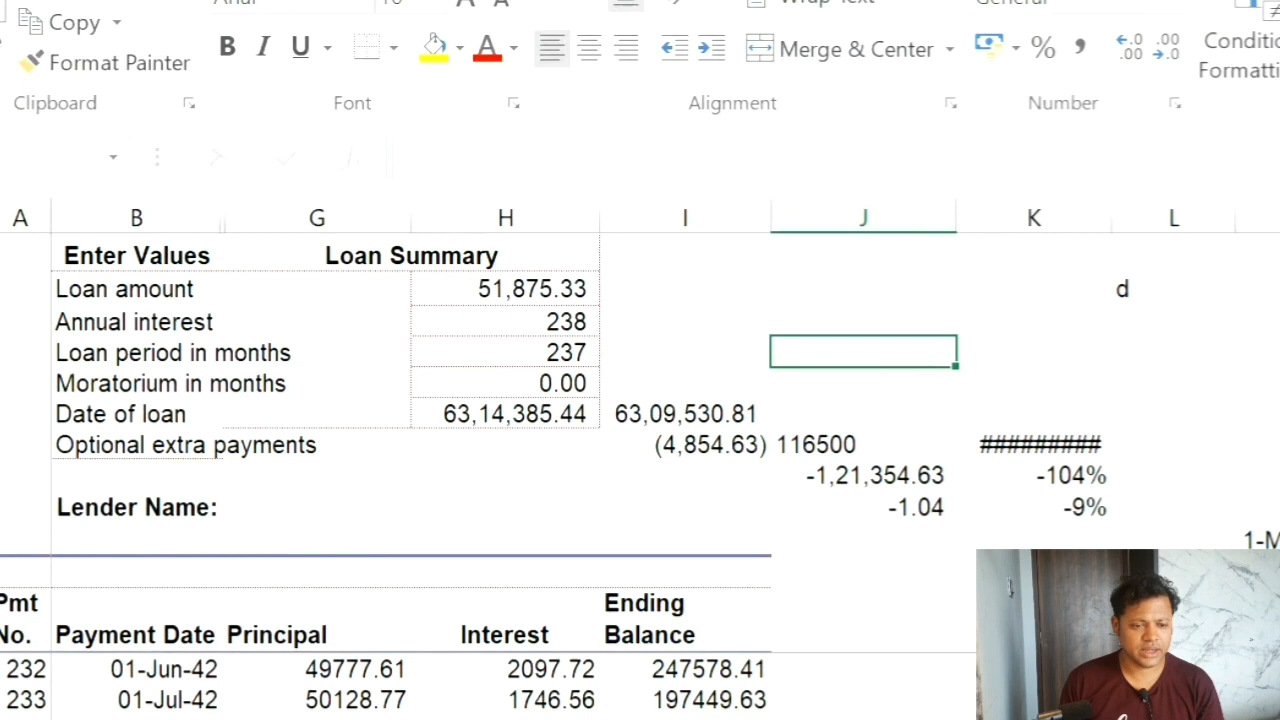 Copy
Format Painter
B I U
Merge & Center
%
Conditio
Formatti
Clipboard Font Alignment Number
A B G H I J K L
Enter Values Loan Summary
Loan amount 51,875.33 d
Annual interest 238
Loan period in months 237
Moratorium in months 0.00
Date of loan 63,14,385.44 63,09,530.81
Optional extra payments (4,854.63) 116500 #########
-1,21,354.63 -104%
Lender Name: -1.04 -9%
1-M
Pmt Ending
No. Payment Date Principal Interest Balance
232 01-Jun-42 49777.61 2097.72 247578.41
233 01-Jul-42 50128.77 1746.56 197449.63